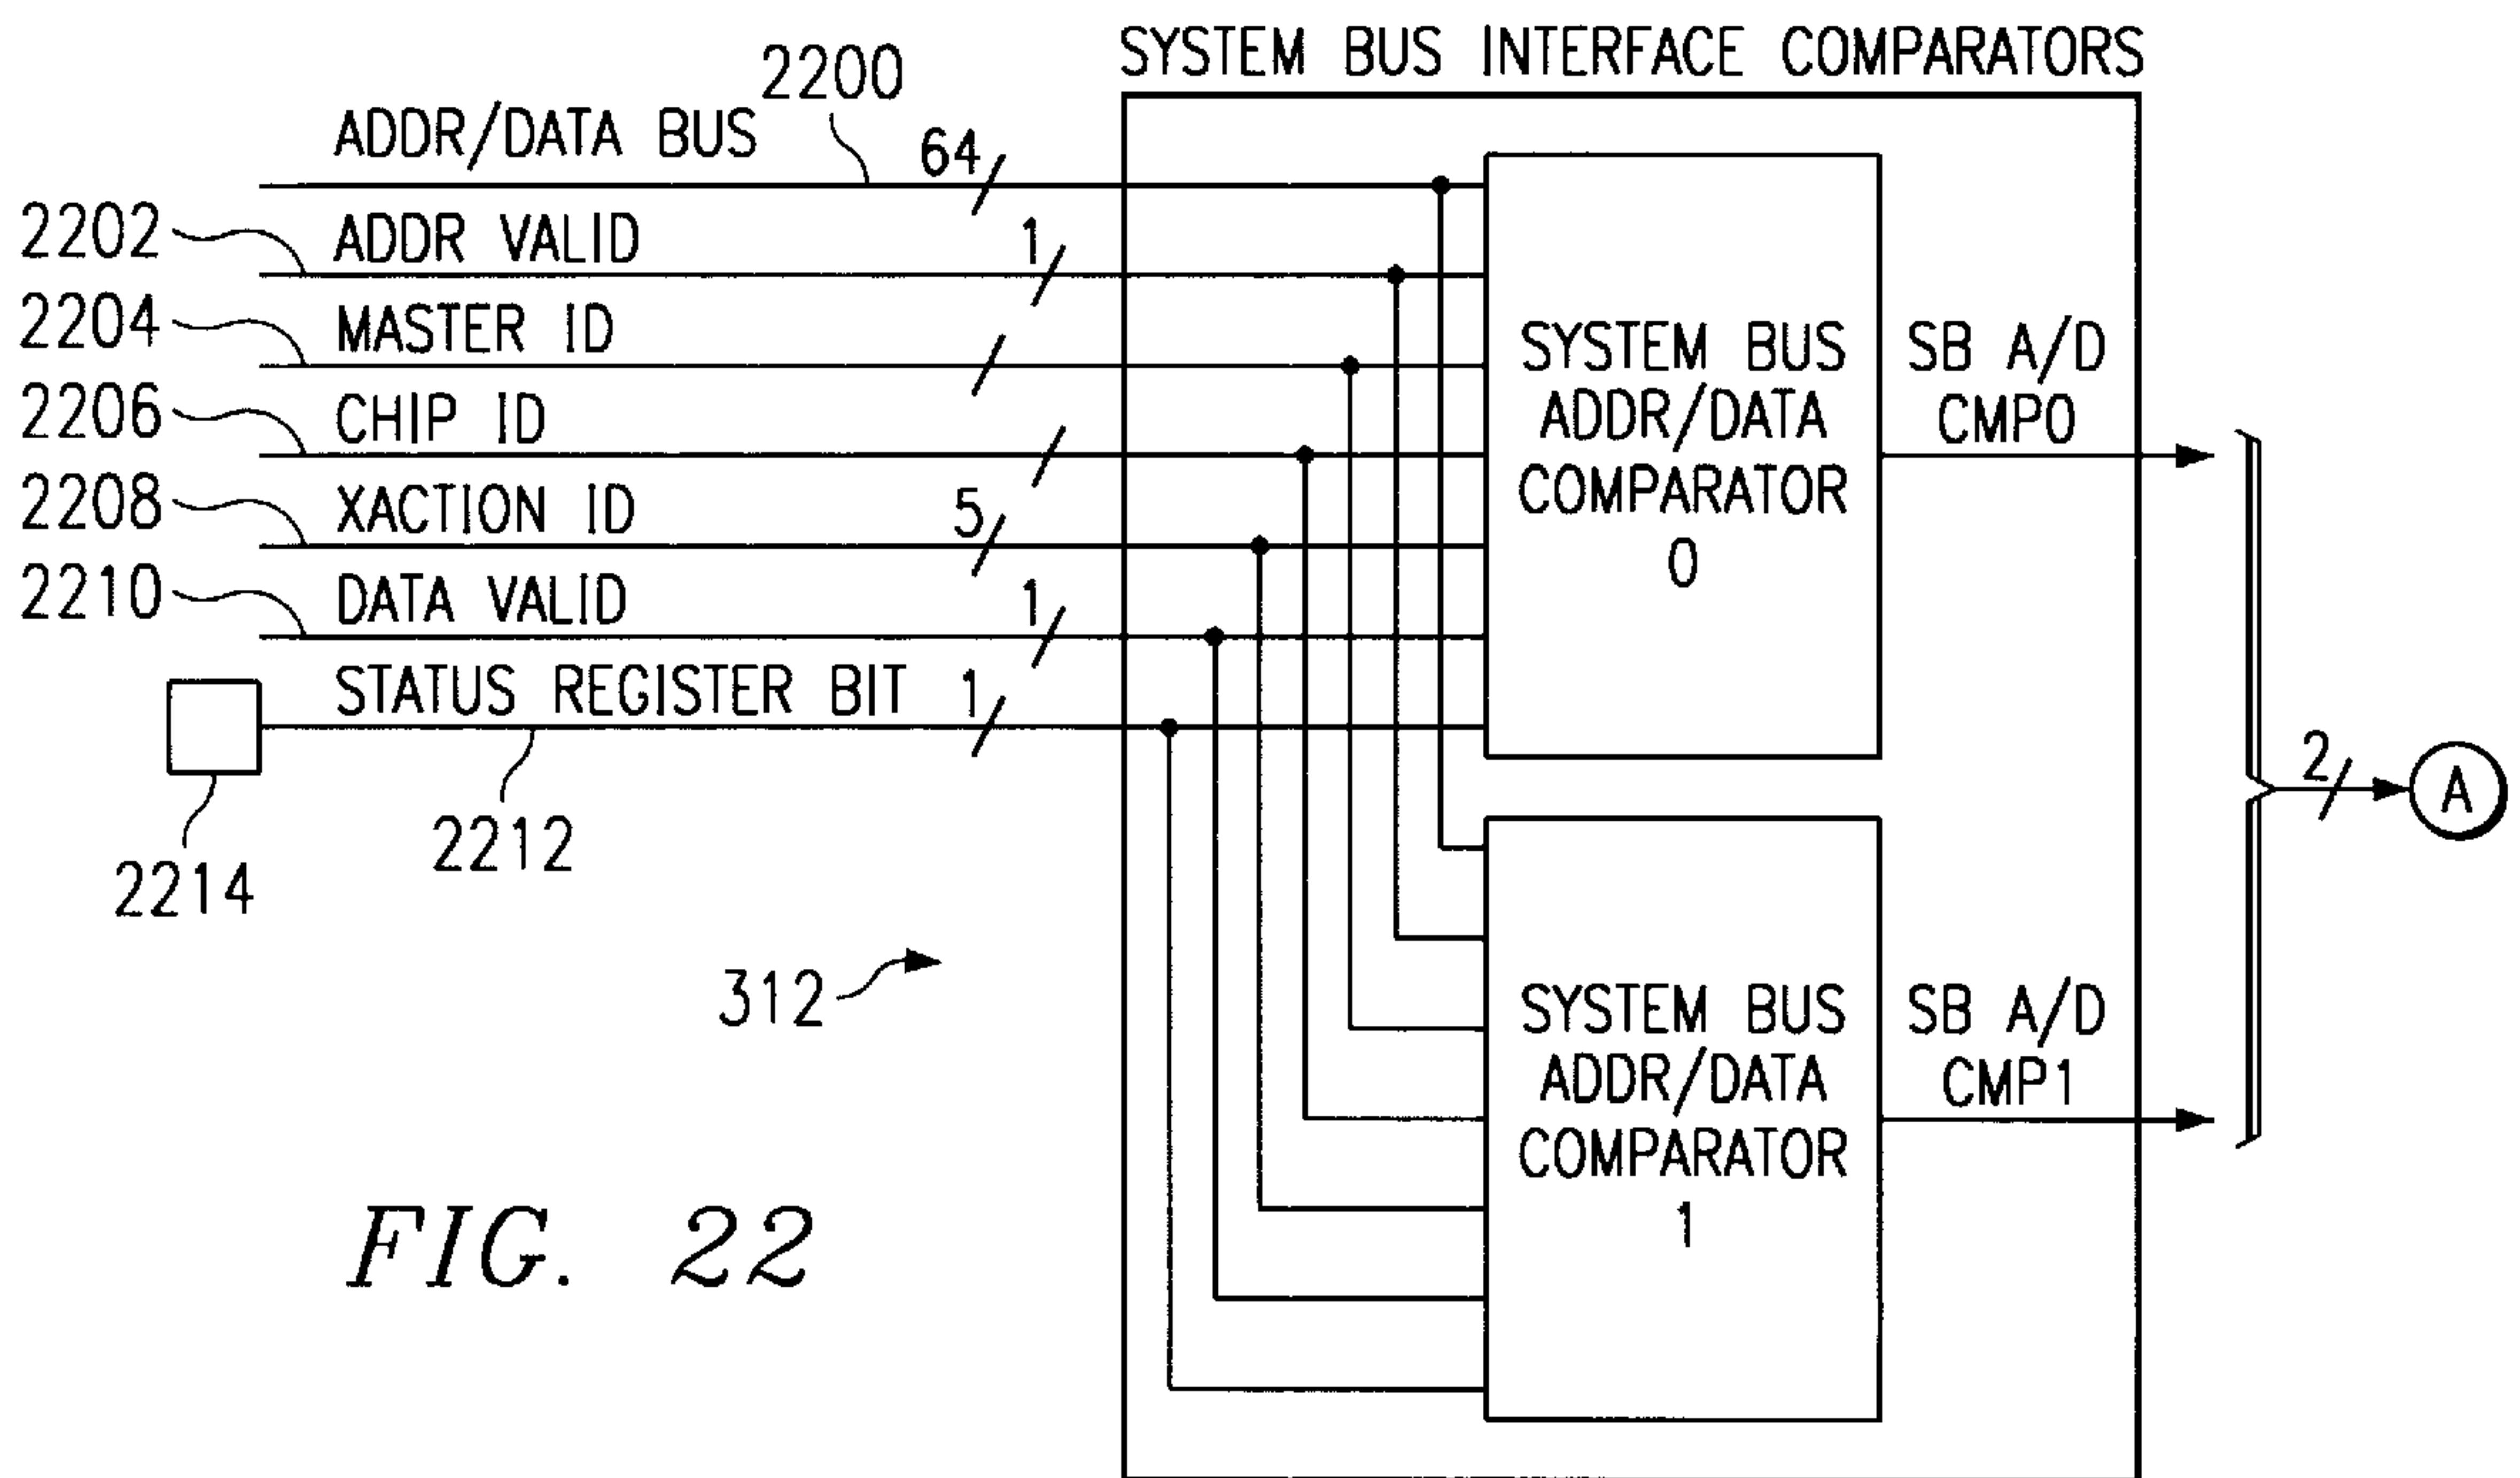 SYSTEM BUS INTERFACE COMPARATORS
2200
ADDR/DATA BUS
64
2202
ADDR VALID
1
2204
MASTER ID
2206
CHIP ID
2208
XACTION ID
5
2210
DATA VALID
1
STATUS REGISTER BIT
1
2212
2214
SYSTEM BUS
ADDR/DATA
COMPARATOR
0
SB A/D
CMP0
2
A
312
SYSTEM BUS
ADDR/DATA
COMPARATOR
1
SB A/D
CMP1
FIG. 22